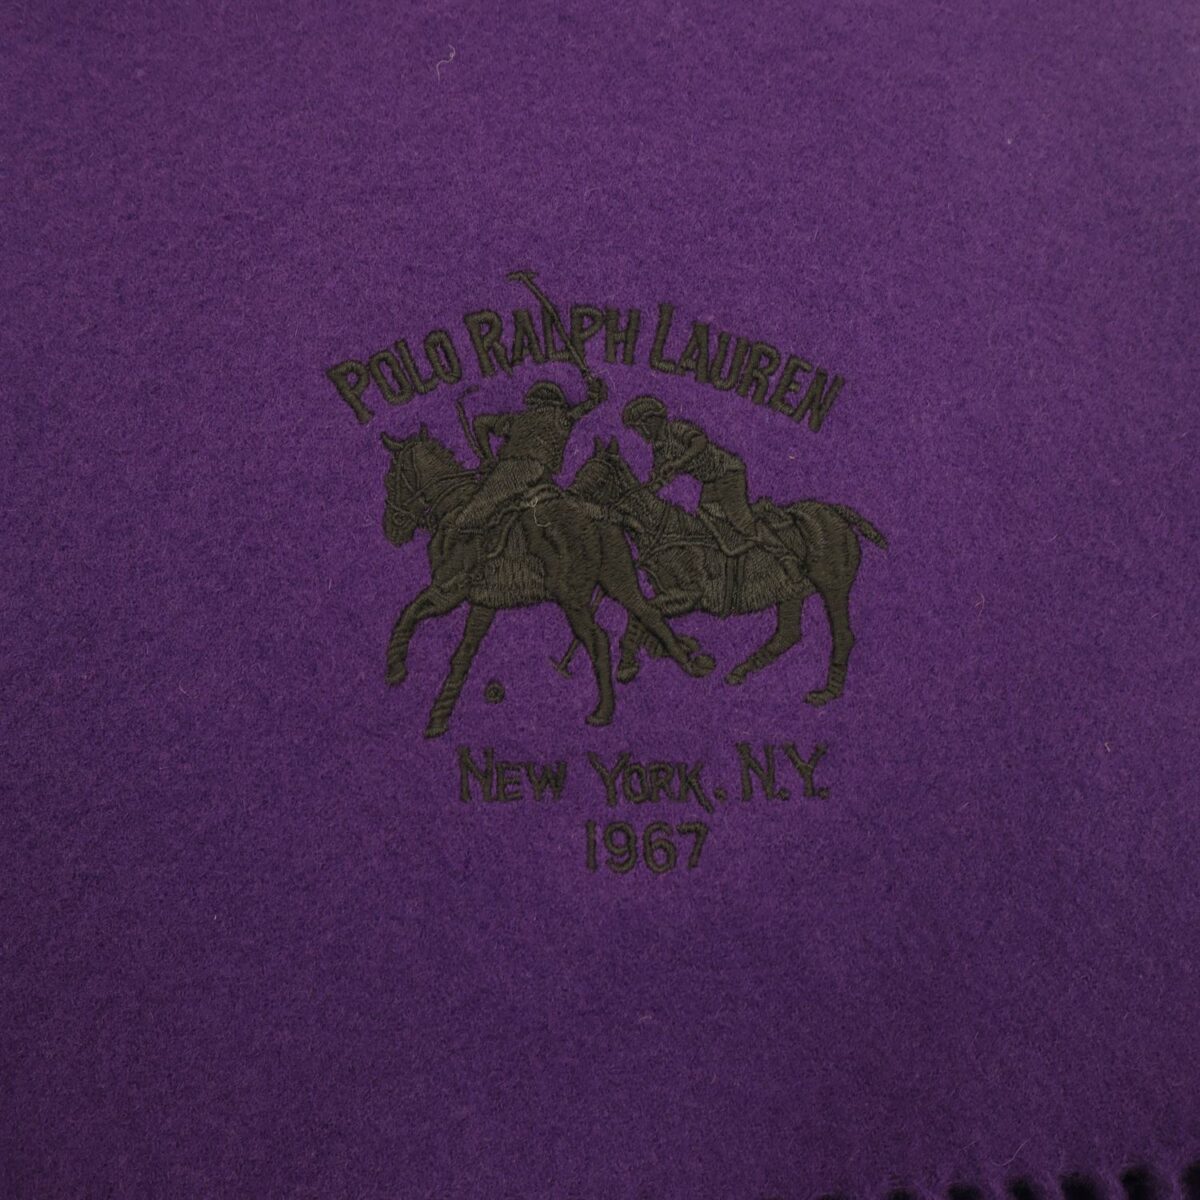 POLO RALPH LAUREN
NEW YORK. N.Y.
1967